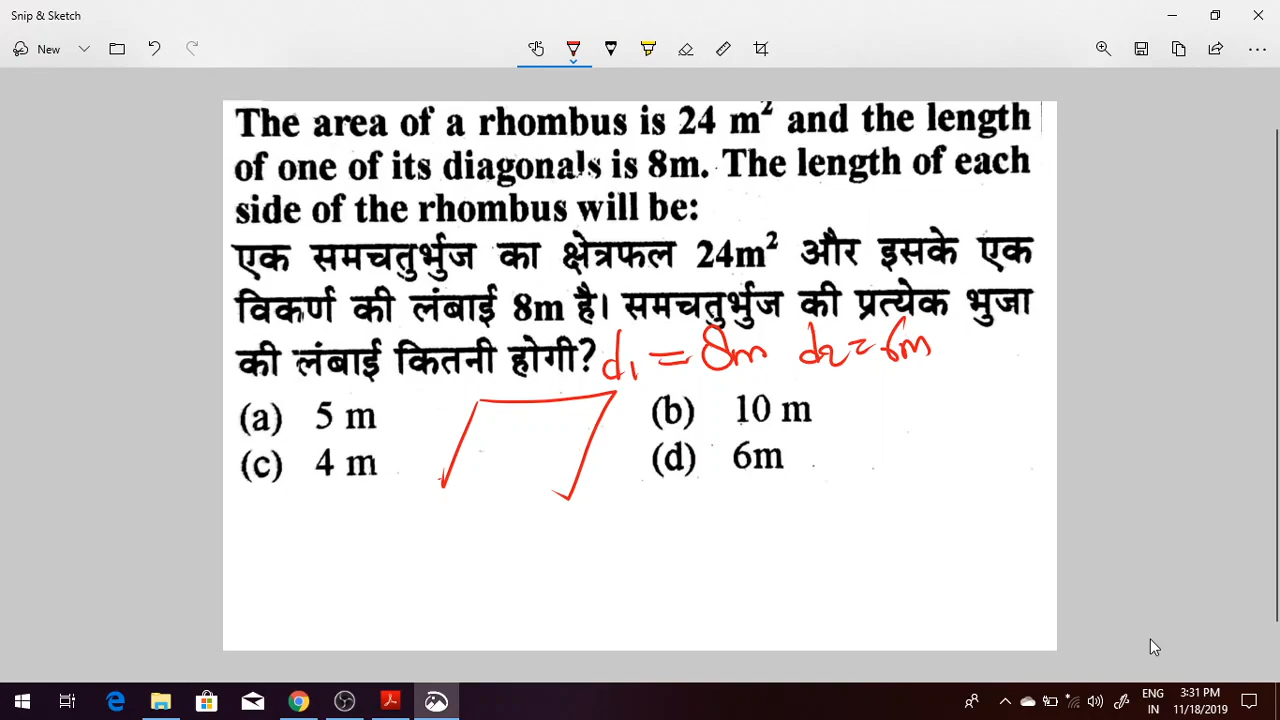 Snip & Sketch
New
The area of a rhombus is 24 m² and the length
of one of its diagonals is 8m. The length of each
side of the rhombus will be:
एक समचतुर्भुज का क्षेत्रफल 24m² और इसके एक
विकर्ण की लंबाई 8m है। समचतुर्भुज की प्रत्येक भुजा
की लंबाई कितनी होगी? d₁ = 8m d₂ = 6m
(a) 5 m (b) 10 m
(c) 4 m (d) 6m
ENG 3:31 PM
IN 11/18/2019